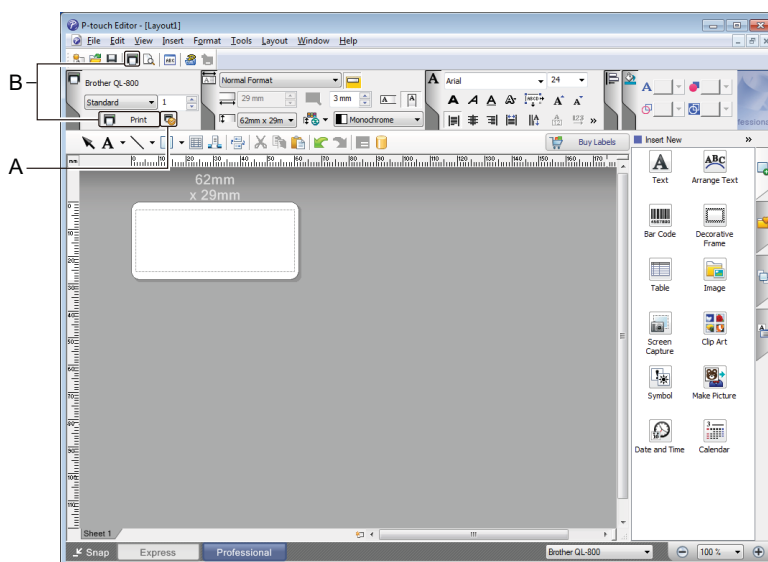 P-touch Editor - [Layout1]
File Edit View Insert Format Tools Layout Window Help
B
Brother QL-800
Standard 1
Print
Normal Format
29 mm 3 mm
62mm x 29m Monochrome
Arial 24
A
Buy Labels
Insert New
62mm
x 29mm
Text
Arrange Text
Bar Code
Decorative
Frame
Table
Image
Screen
Capture
Clip Art
Symbol
Make Picture
Date and Time
Calendar
Sheet 1
Snap Express Professional
Brother QL-800
100 %